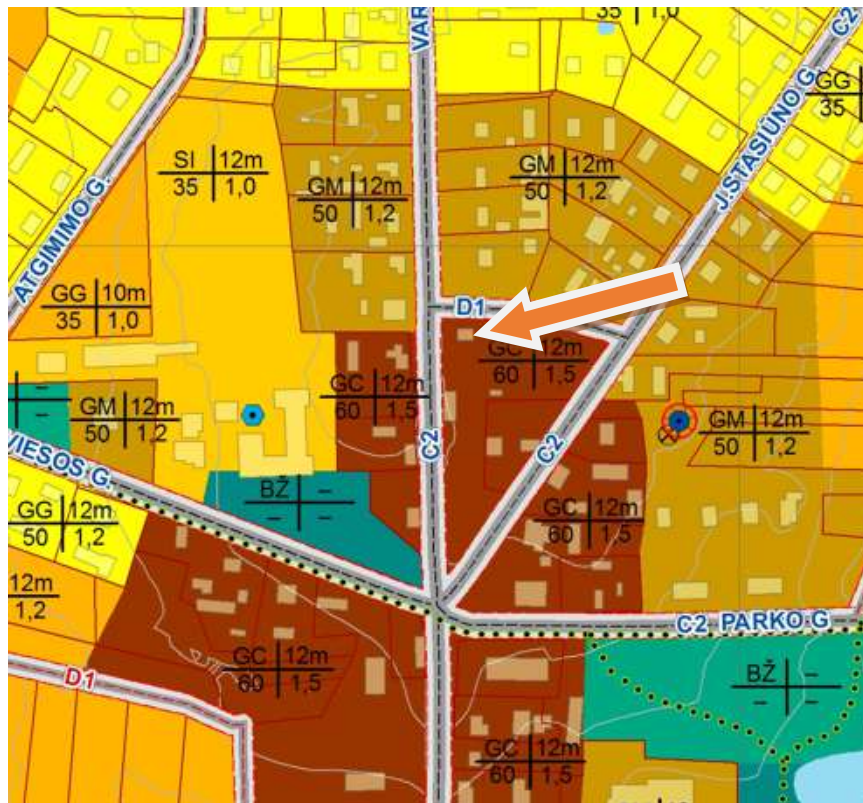 35 1,0
VAR
C2
GG
35
J.STASIŪNO G.
SI 12m
35 1,0
GM 12m
50 1,2
GM 12m
50 1,2
ATGIMIMO G.
GG 10m
35 1,0
D1
GC 12m
60 1,5
GC 12m
60 1,5
GM 12m
50 1,2
GM 12m
50 1,2
C2
C2
VIESOS G.
BŽ –
– –
GG 12m
50 1,2
GC 12m
60 1,5
12m
1,2
C2 PARKO G
GC 12m
60 1,5
D1
BŽ –
– –
GC 12m
60 1,5